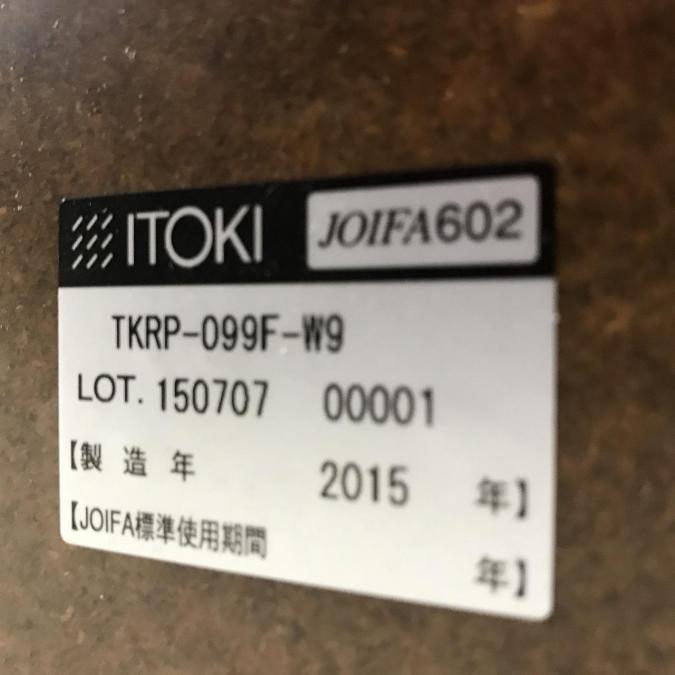 ITOKI JOIFA602
TKRP-099F-W9
LOT. 150707 00001
【製造年 2015 年】
【JOIFA標準使用期間 年】